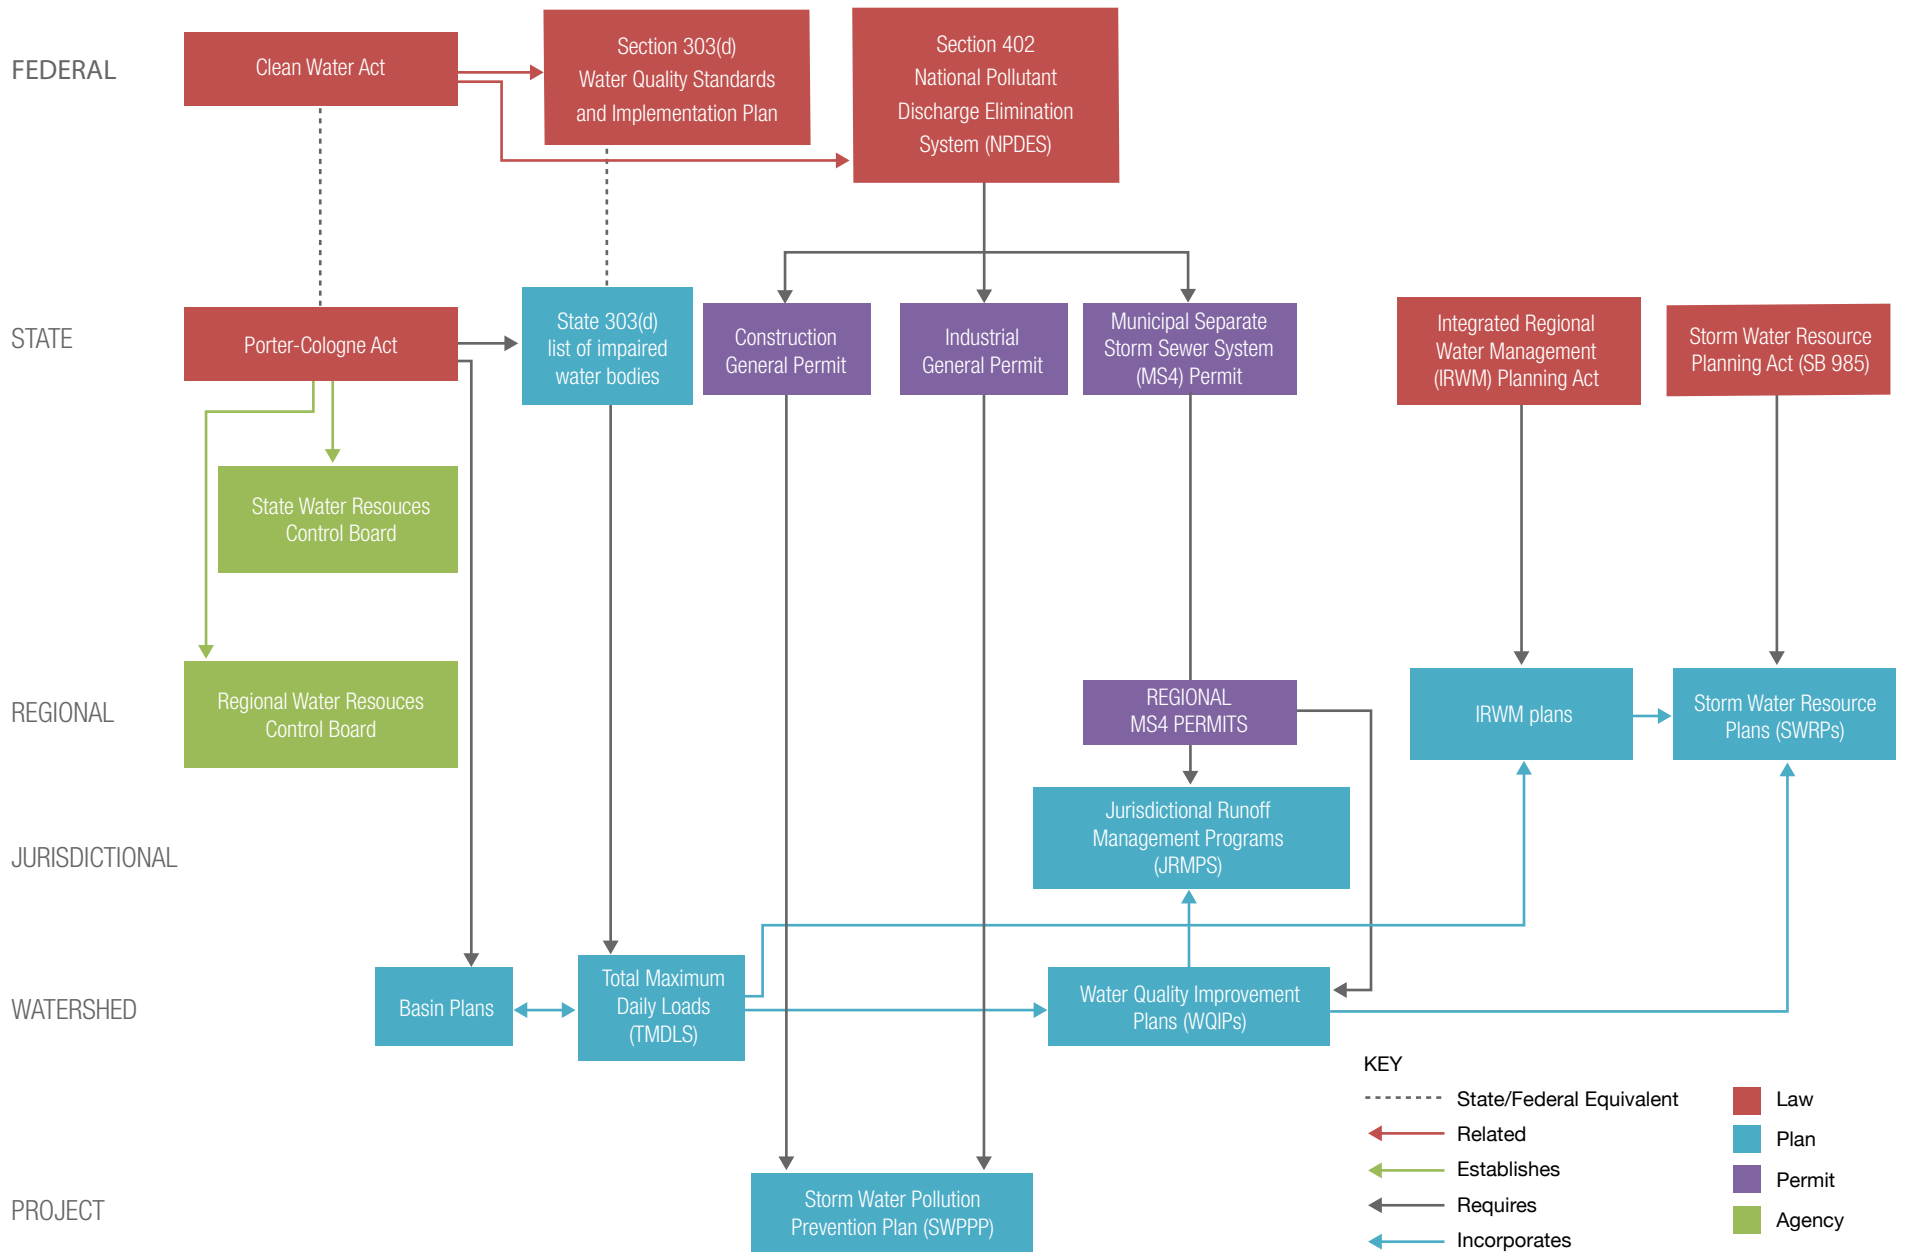 FEDERAL
Clean Water Act
Section 303(d)
Water Quality Standards
and Implementation Plan
Section 402
National Pollutant
Discharge Elimination
System (NPDES)
STATE
Porter-Cologne Act
State 303(d)
list of impaired
water bodies
Construction
General Permit
Industrial
General Permit
Municipal Separate
Storm Sewer System
(MS4) Permit
Integrated Regional
Water Management
(IRWM) Planning Act
Storm Water Resource
Planning Act (SB 985)
State Water Resouces
Control Board
REGIONAL
Regional Water Resouces
Control Board
REGIONAL
MS4 PERMITS
IRWM plans
Storm Water Resource
Plans (SWRPs)
JURISDICTIONAL
Jurisdictional Runoff
Management Programs
(JRMPS)
WATERSHED
Basin Plans
Total Maximum
Daily Loads
(TMDLS)
Water Quality Improvement
Plans (WQIPs)
PROJECT
Storm Water Pollution
Prevention Plan (SWPPP)
KEY
State/Federal Equivalent
Related
Establishes
Requires
Incorporates
Law
Plan
Permit
Agency